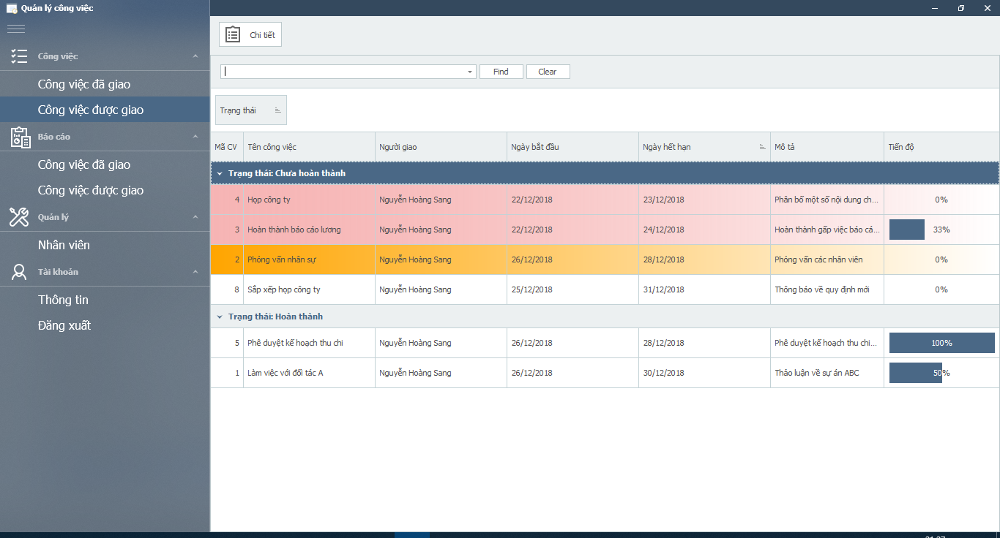 Quản lý công việc
Công việc
Công việc đã giao
Công việc được giao
Báo cáo
Công việc đã giao
Công việc được giao
Quản lý
Nhân viên
Tài khoản
Thông tin
Đăng xuất
Chi tiết
Find Clear
Trạng thái
Mã CV Tên công việc Người giao Ngày bắt đầu Ngày hết hạn Mô tả Tiến độ
Trạng thái: Chưa hoàn thành
4 Họp công ty Nguyễn Hoàng Sang 22/12/2018 23/12/2018 Phân bổ một số nội dung ch... 0%
3 Hoàn thành báo cáo lương Nguyễn Hoàng Sang 22/12/2018 24/12/2018 Hoàn thành gấp việc báo cá... 33%
2 Phỏng vấn nhân sự Nguyễn Hoàng Sang 26/12/2018 28/12/2018 Phỏng vấn các nhân viên 0%
8 Sắp xếp họp công ty Nguyễn Hoàng Sang 25/12/2018 31/12/2018 Thông báo về quy định mới 0%
Trạng thái: Hoàn thành
5 Phê duyệt kế hoạch thu chi Nguyễn Hoàng Sang 26/12/2018 28/12/2018 Phê duyệt kế hoạch thu chi... 100%
1 Làm việc với đối tác A Nguyễn Hoàng Sang 26/12/2018 30/12/2018 Thảo luận về sự án ABC 50%